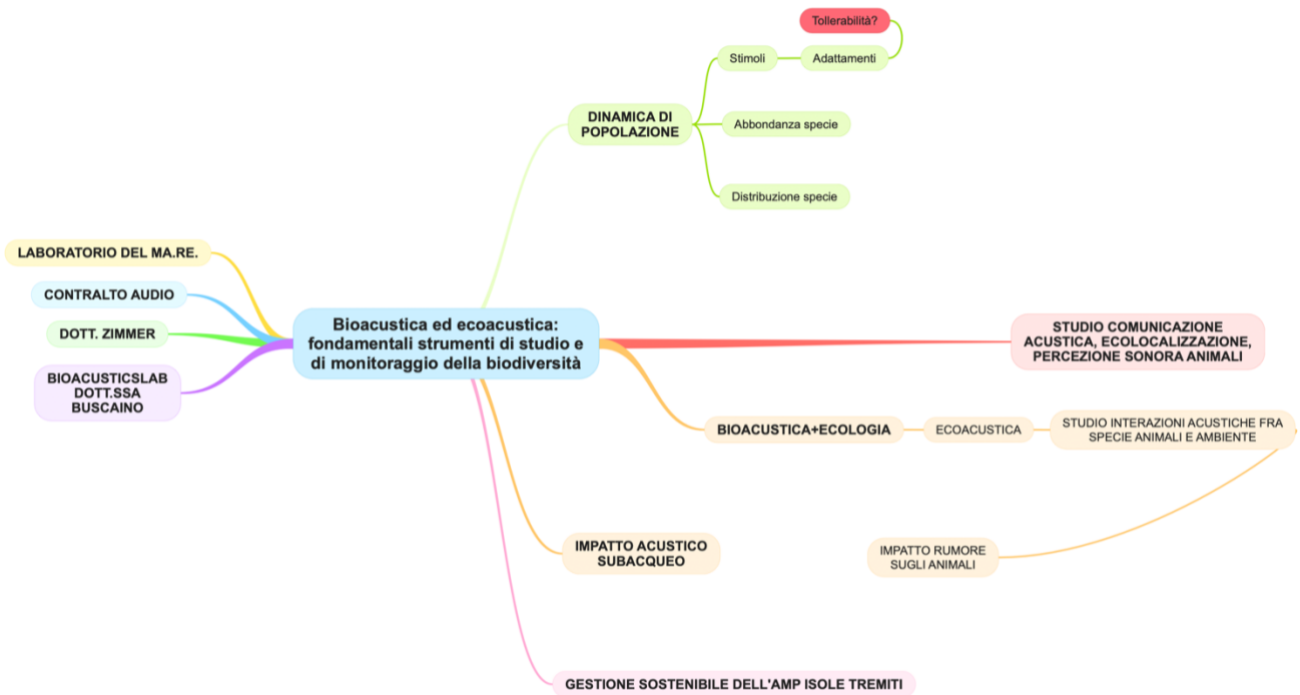 Tollerabilità?
Stimoli
Adattamenti
DINAMICA DI
POPOLAZIONE
Abbondanza specie
Distribuzione specie
LABORATORIO DEL MA.RE.
CONTRALTO AUDIO
DOTT. ZIMMER
BIOACUSTICSLAB
DOTT.SSA
BUSCAINO
Bioacustica ed ecoacustica:
fondamentali strumenti di studio e
di monitoraggio della biodiversità
STUDIO COMUNICAZIONE
ACUSTICA, ECOLOCALIZZAZIONE,
PERCEZIONE SONORA ANIMALI
BIOACUSTICA+ECOLOGIA
ECOACUSTICA
STUDIO INTERAZIONI ACUSTICHE FRA
SPECIE ANIMALI E AMBIENTE
IMPATTO ACUSTICO
SUBACQUEO
IMPATTO RUMORE
SUGLI ANIMALI
GESTIONE SOSTENIBILE DELL'AMP ISOLE TREMITI